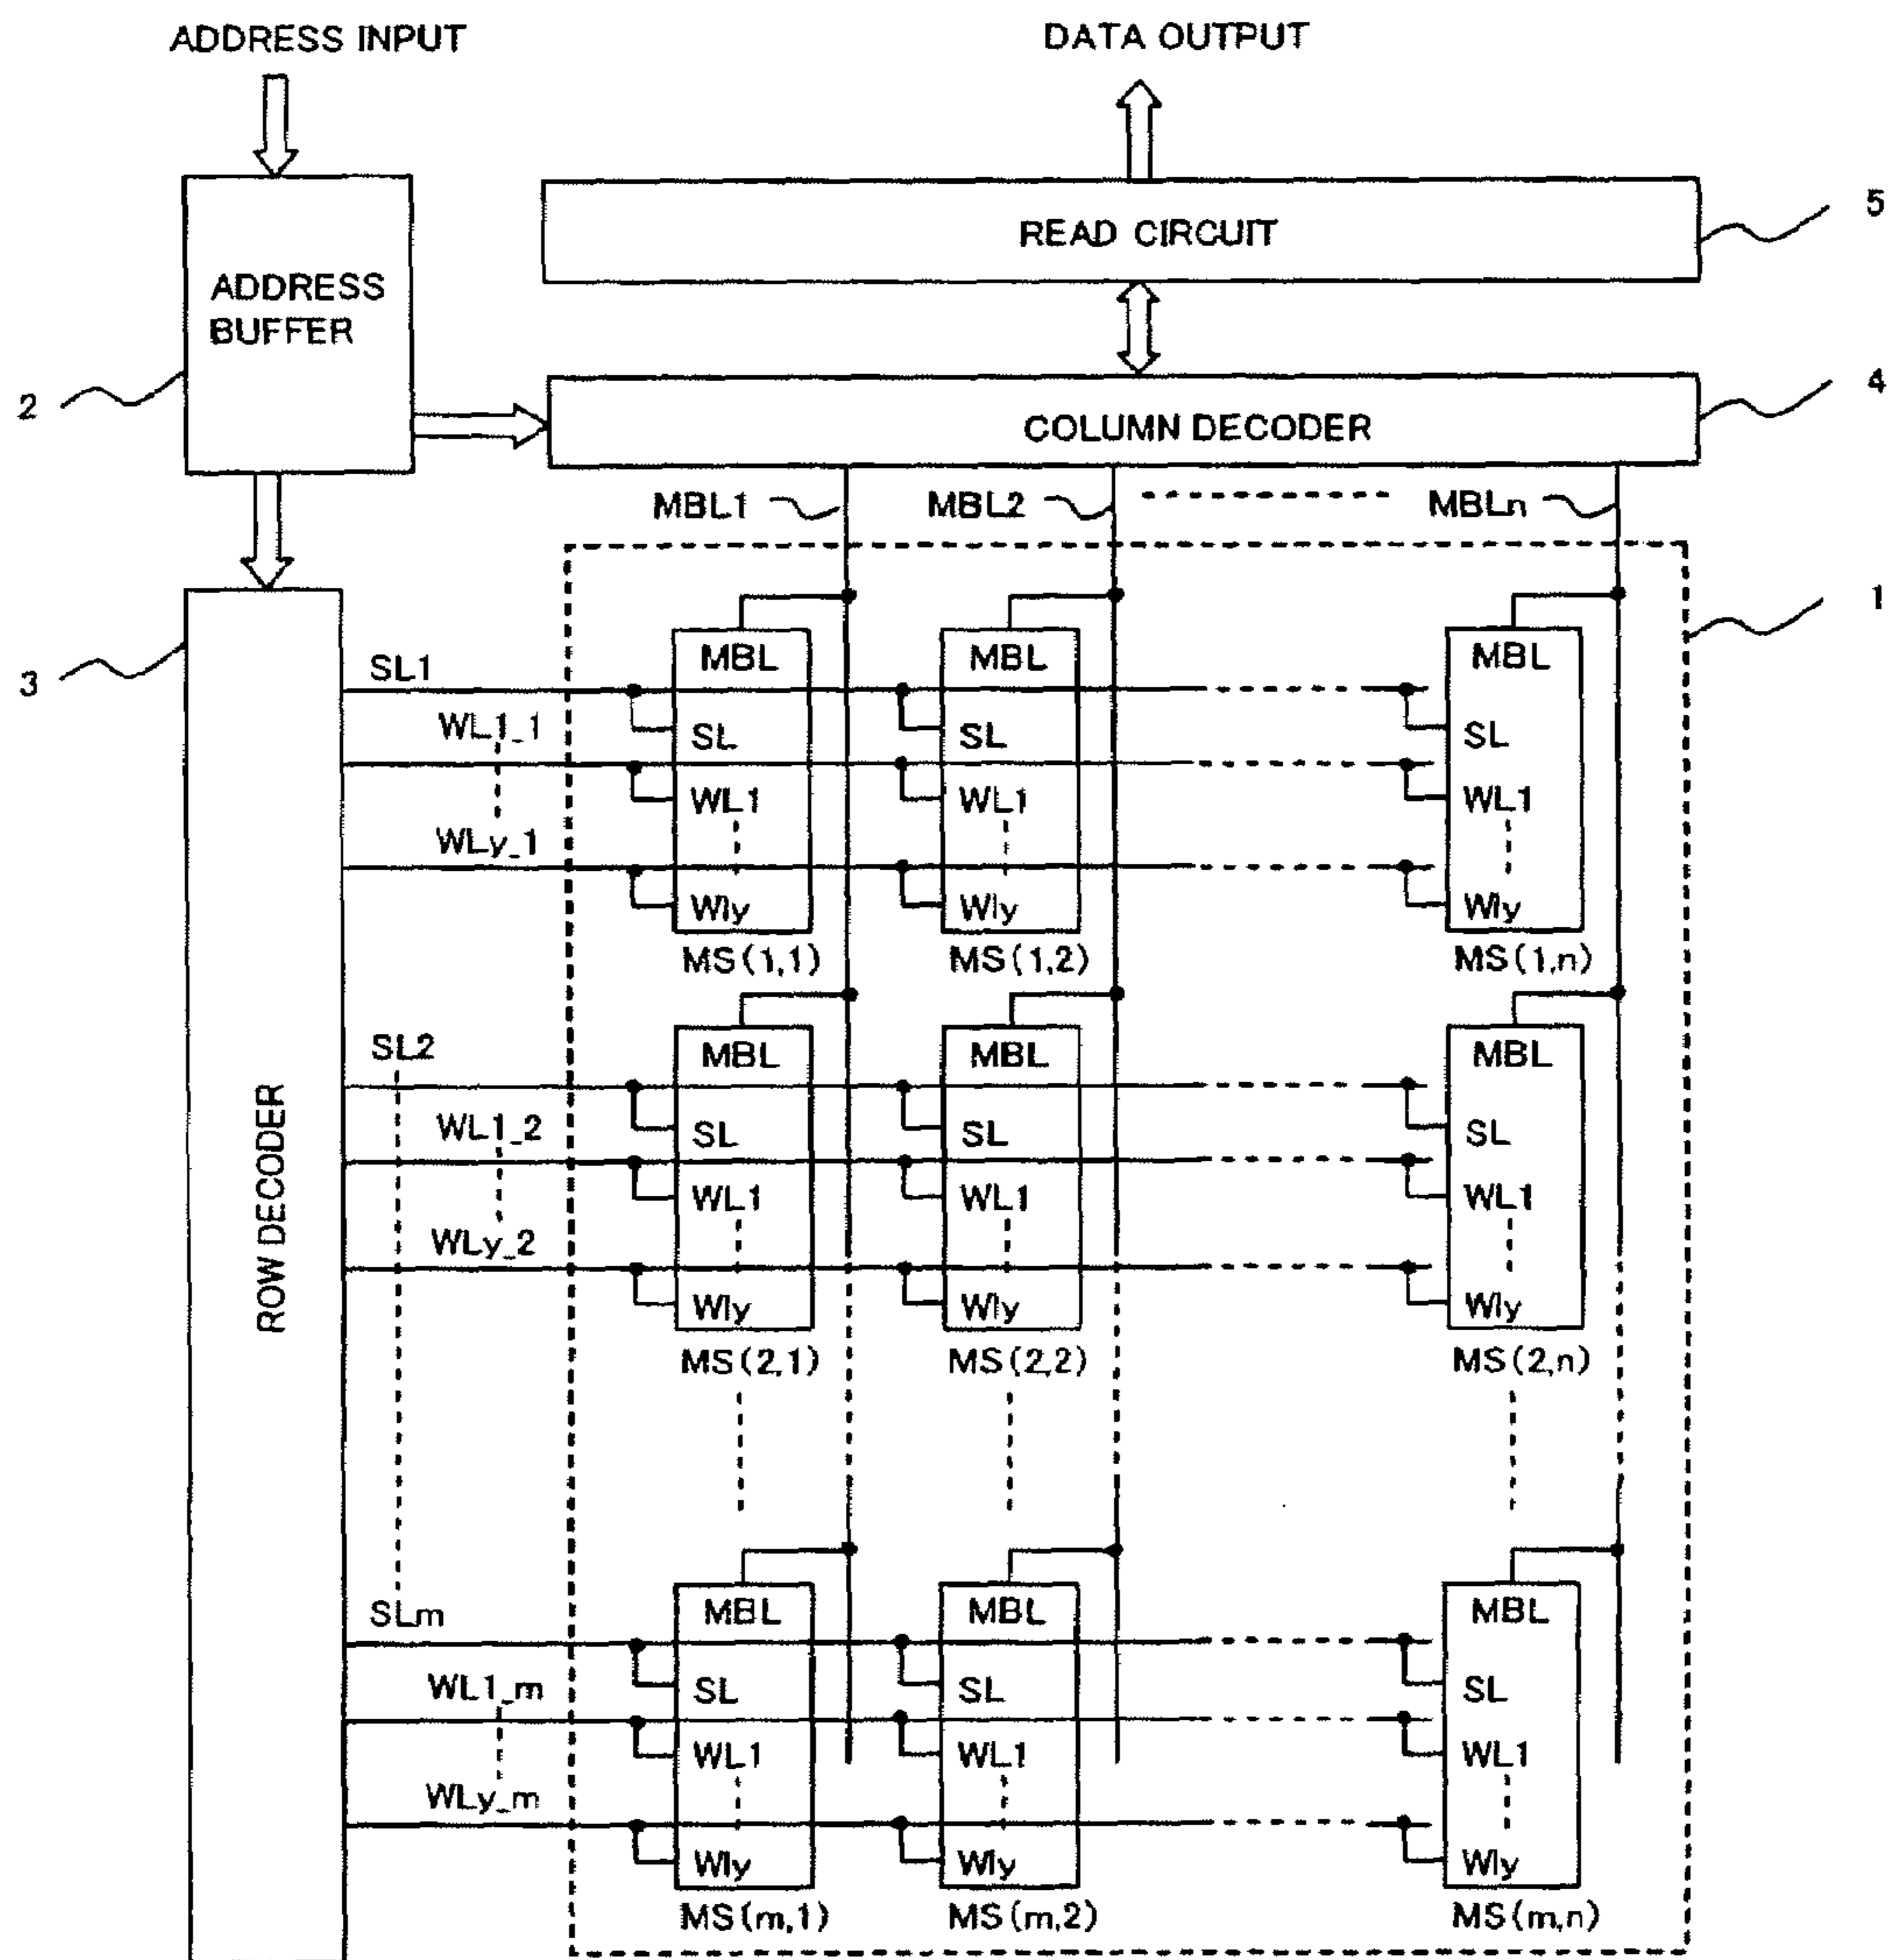 ADDRESS INPUT
DATA OUTPUT
5
READ CIRCUIT
ADDRESS
BUFFER
2
4
COLUMN DECODER
MBL1
MBL2
MBLn
1
3
ROW DECODER
SL1
WL1_1
WLy_1
MBL
SL
WL1
Wly
MS(1,1)
MBL
SL
WL1
Wly
MS(1,2)
MBL
SL
WL1
Wly
MS(1,n)
SL2
WL1_2
WLy_2
MBL
SL
WL1
Wly
MS(2,1)
MBL
SL
WL1
Wly
MS(2,2)
MBL
SL
WL1
Wly
MS(2,n)
SLm
WL1_m
WLy_m
MBL
SL
WL1
Wly
MS(m,1)
MBL
SL
WL1
Wly
MS(m,2)
MBL
SL
WL1
Wly
MS(m,n)